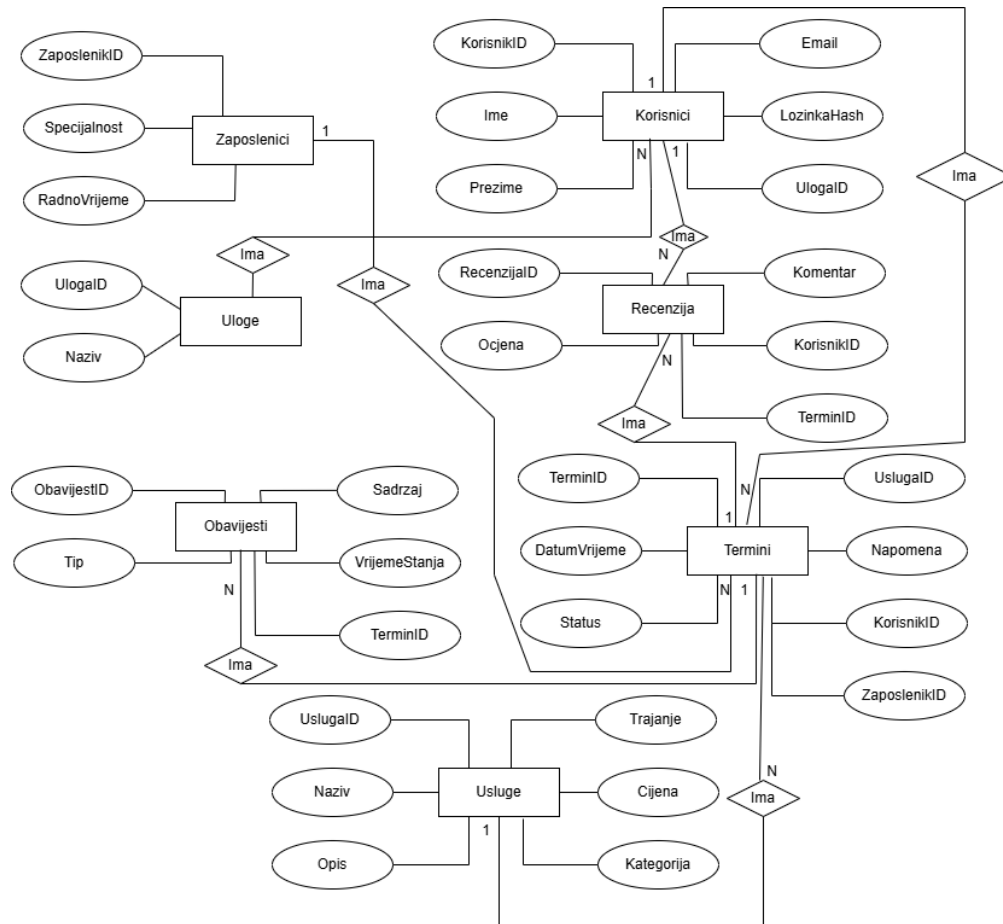 KorisnikID
Email
ZaposlenikID
1
1
Specijalnost
Zaposlenici
Ime
Korisnici
LozinkaHash
N
1
Ima
RadnoVrijeme
Prezime
UlogaID
Ima
Ima
N
UlogaID
Ima
RecenzijaID
Komentar
Uloge
Recenzija
Naziv
Ocjena
KorisnikID
N
Ima
TerminID
ObavijestID
Sadrzaj
TerminID
UslugaID
N
1
Obavijesti
Termini
Tip
VrijemeStanja
DatumVrijeme
Napomena
N
N
1
TerminID
Status
KorisnikID
Ima
ZaposlenikID
UslugaID
Trajanje
N
Naziv
Usluge
Cijena
Ima
1
Opis
Kategorija